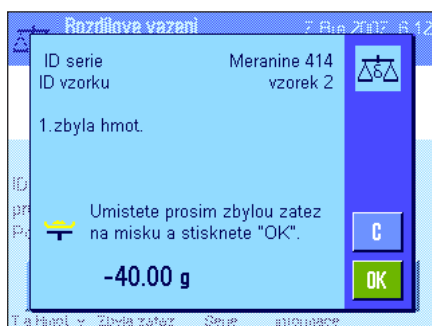 Rozdilove vazeni
ID serie Meranine 414
ID vzorku vzorek 2
1.zbyla hmot.
Umistete prosim zbylou zatez
na misku a stisknete "OK".
C
-40.00 g
OK